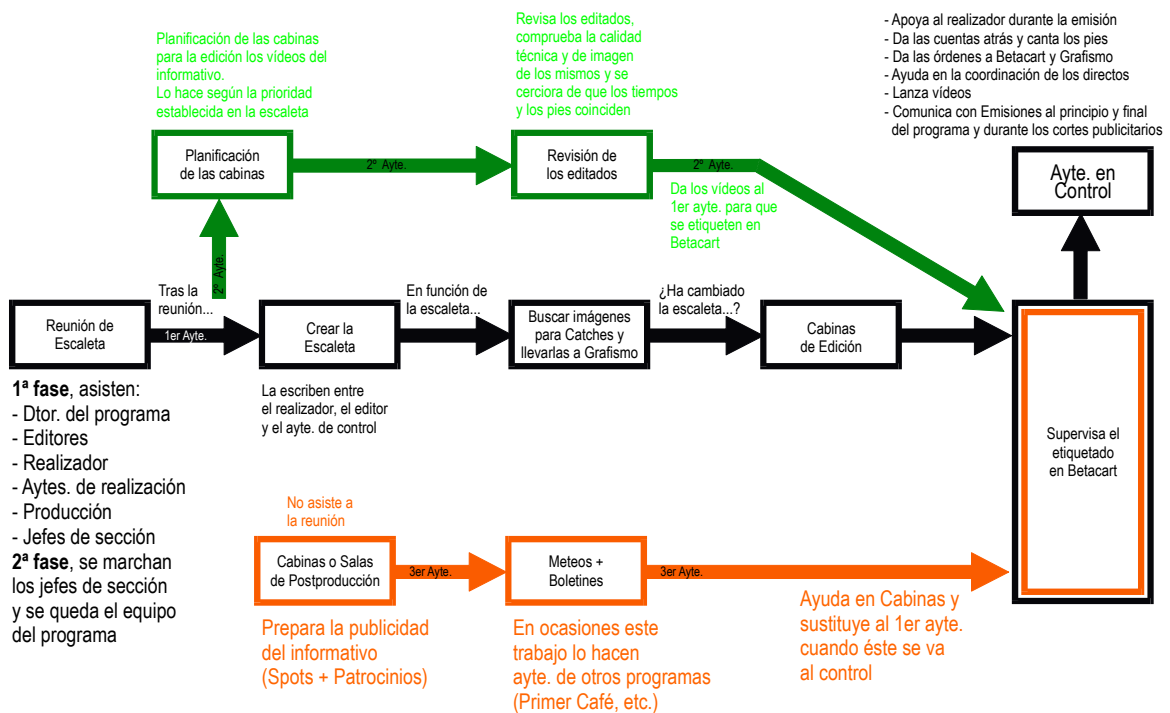 Planificación de las cabinas
para la edición los vídeos del
informativo.
Lo hace según la prioridad
establecida en la escaleta
Revisa los editados,
comprueba la calidad
técnica y de imagen
de los mismos y se
cerciora de que los tiempos
y los pies coinciden
- Apoya al realizador durante la emisión
- Da las cuentas atrás y canta los pies
- Da las órdenes a Betacart y Grafismo
- Ayuda en la coordinación de los directos
- Lanza vídeos
- Comunica con Emisiones al principio y final
del programa y durante los cortes publicitarios
Planificación
de las cabinas
2º Ayte.
Revisión de
los editados
2º Ayte.
Da los vídeos al
1er ayte. para que
se etiqueten en
Betacart
Ayte. en
Control
2º Ayte.
Reunión de
Escaleta
Tras la
reunión...
1er Ayte.
Crear la
Escaleta
En función de
la escaleta...
Buscar imágenes
para Catches y
llevarlas a Grafismo
¿Ha cambiado
la escaleta...?
Cabinas
de Edición
La escriben entre
el realizador, el editor
y el ayte. de control
1ª fase, asisten:
- Dtor. del programa
- Editores
- Realizador
- Aytes. de realización
- Producción
- Jefes de sección
2ª fase, se marchan
los jefes de sección
y se queda el equipo
del programa
Supervisa el
etiquetado
en Betacart
No asiste a
la reunión
Cabinas o Salas
de Postproducción
3er Ayte.
Meteos +
Boletines
3er Ayte.
Prepara la publicidad
del informativo
(Spots + Patrocinios)
En ocasiones este
trabajo lo hacen
ayte. de otros programas
(Primer Café, etc.)
Ayuda en Cabinas y
sustituye al 1er ayte.
cuando éste se va
al control